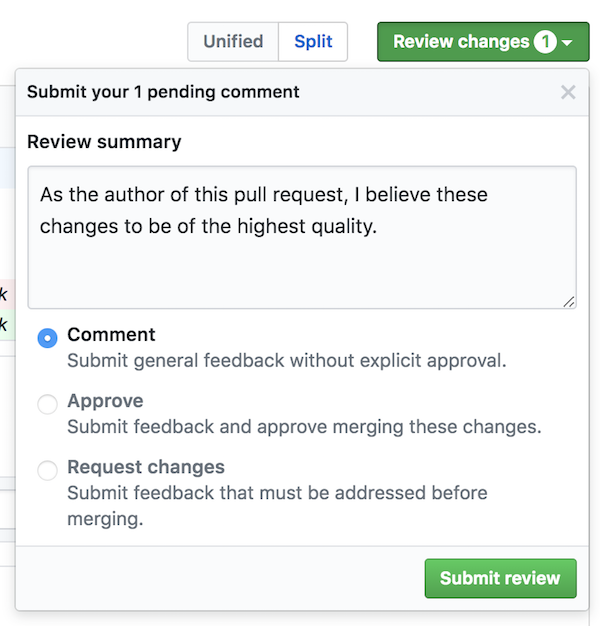 Unified Split Review changes 1
Submit your 1 pending comment
Review summary
As the author of this pull request, I believe these
changes to be of the highest quality.
k
k
Comment
Submit general feedback without explicit approval.
Approve
Submit feedback and approve merging these changes.
Request changes
Submit feedback that must be addressed before
merging.
Submit review